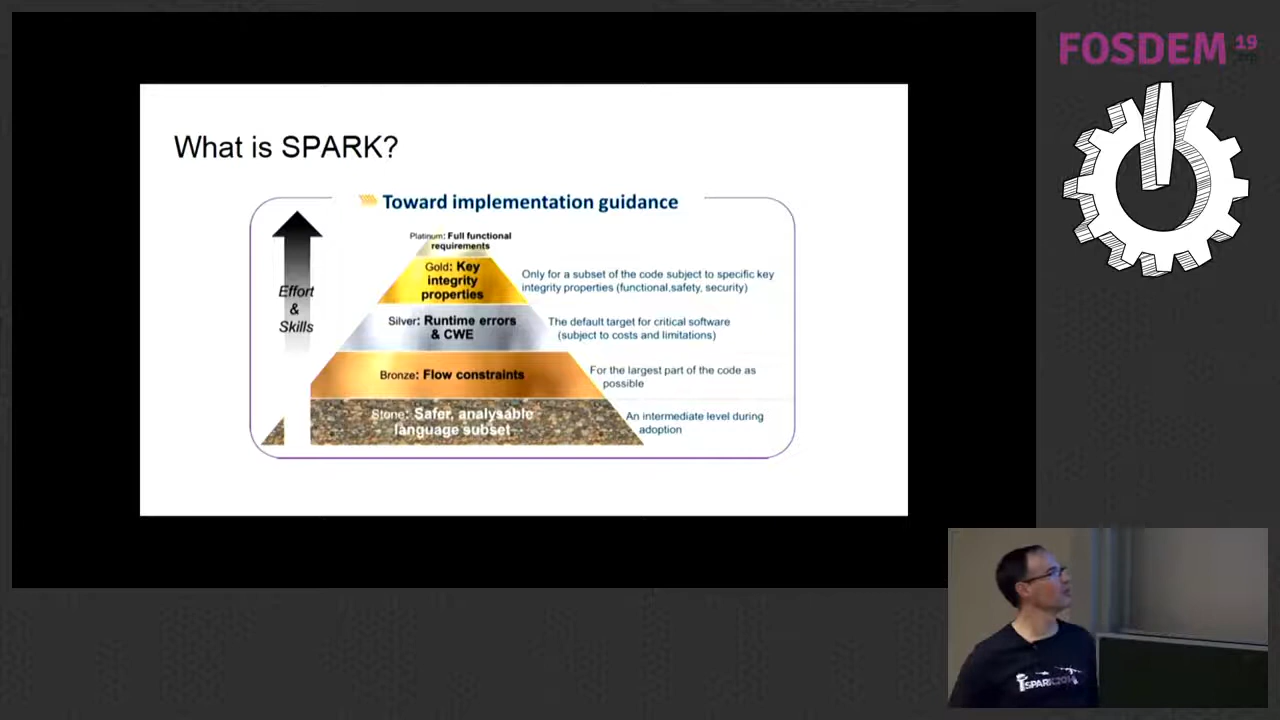 FOSDEM 19
.org
What is SPARK?
Toward implementation guidance
Platinum: Full functional
requirements
Gold: Key
integrity
properties
Only for a subset of the code subject to specific key
integrity properties (functional,safety, security)
Effort
&
Skills
Silver: Runtime errors
& CWE
The default target for critical software
(subject to costs and limitations)
Bronze: Flow constraints
For the largest part of the code as
possible
Stone: Safer, analysable
language subset
An intermediate level during
adoption
SPARK2014